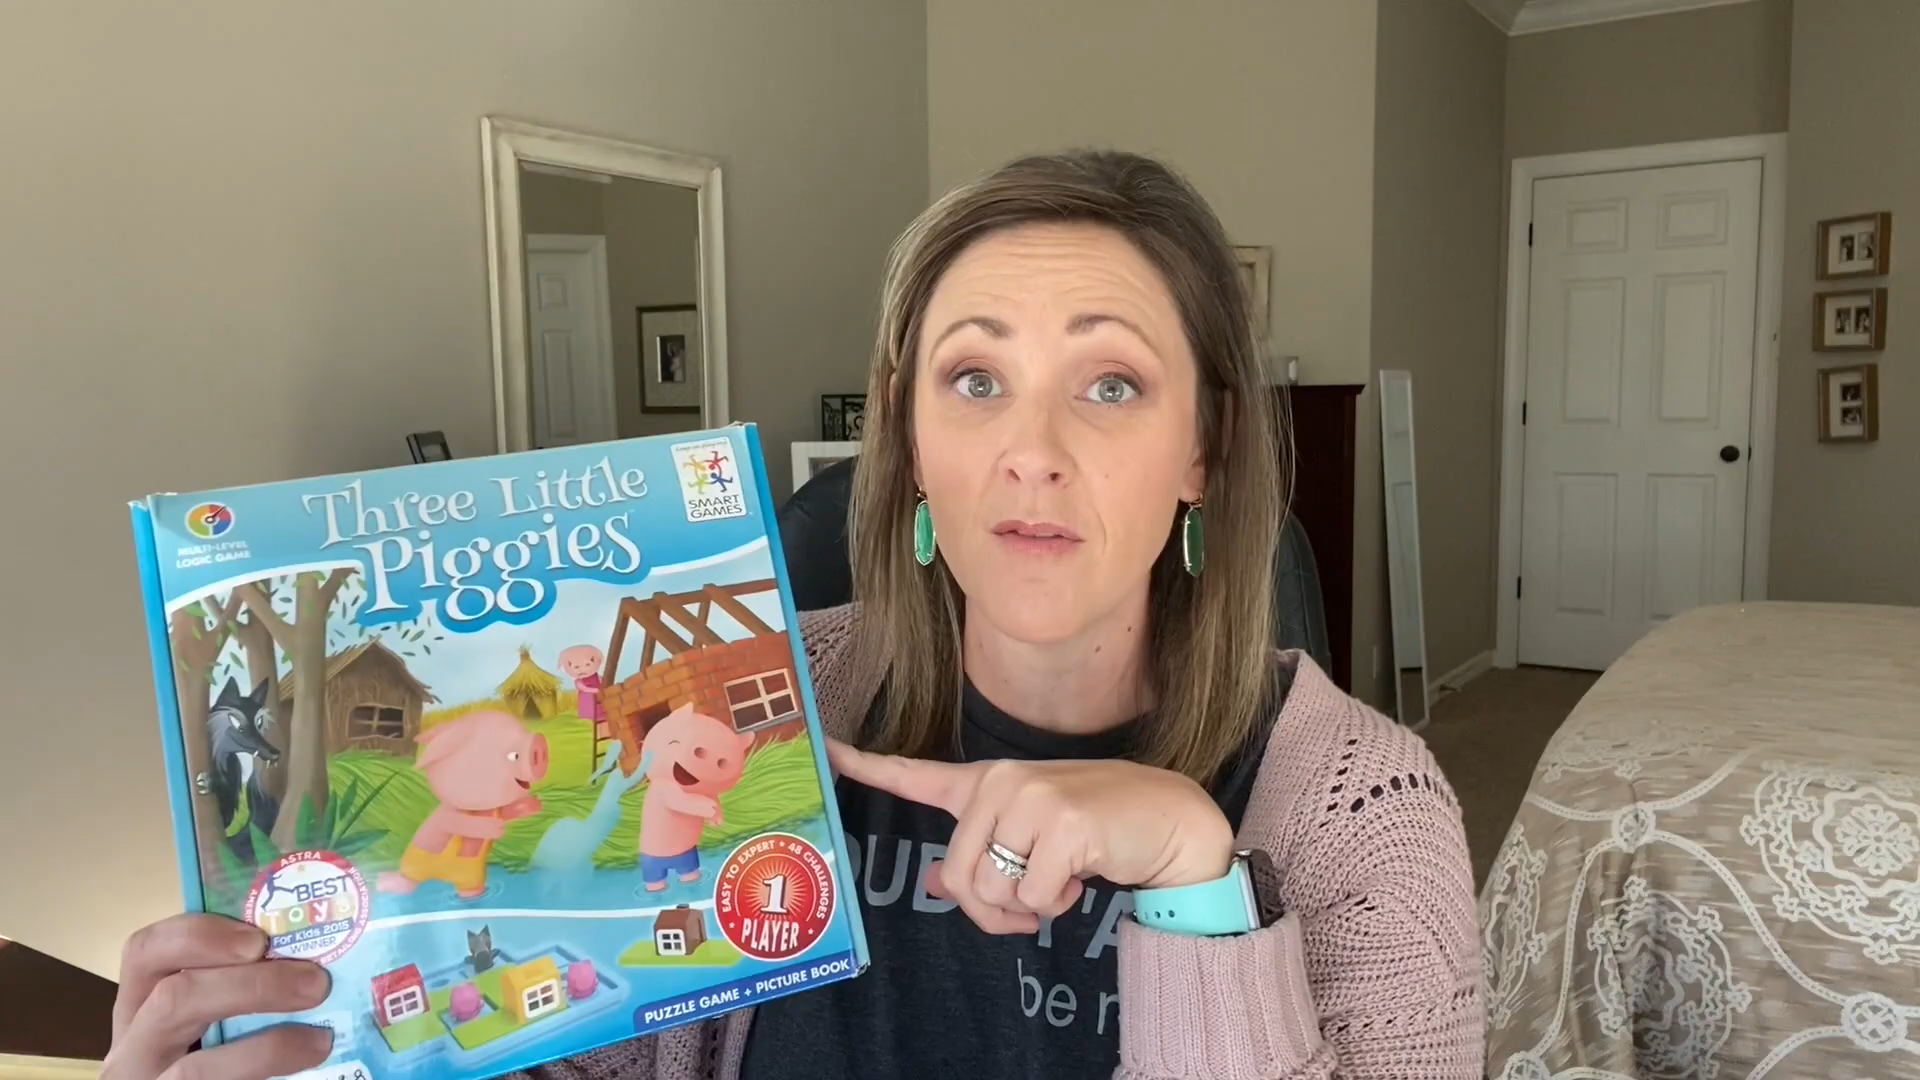 Three Little
Piggies
MULTI-LEVEL
LOGIC GAME
SMART
GAMES
ASTRA
BEST
TOYS
For Kids 2015
WINNER
EASY TO EXPERT • 48 CHALLENGES
1
PLAYER
PUZZLE GAME + PICTURE BOOK
be